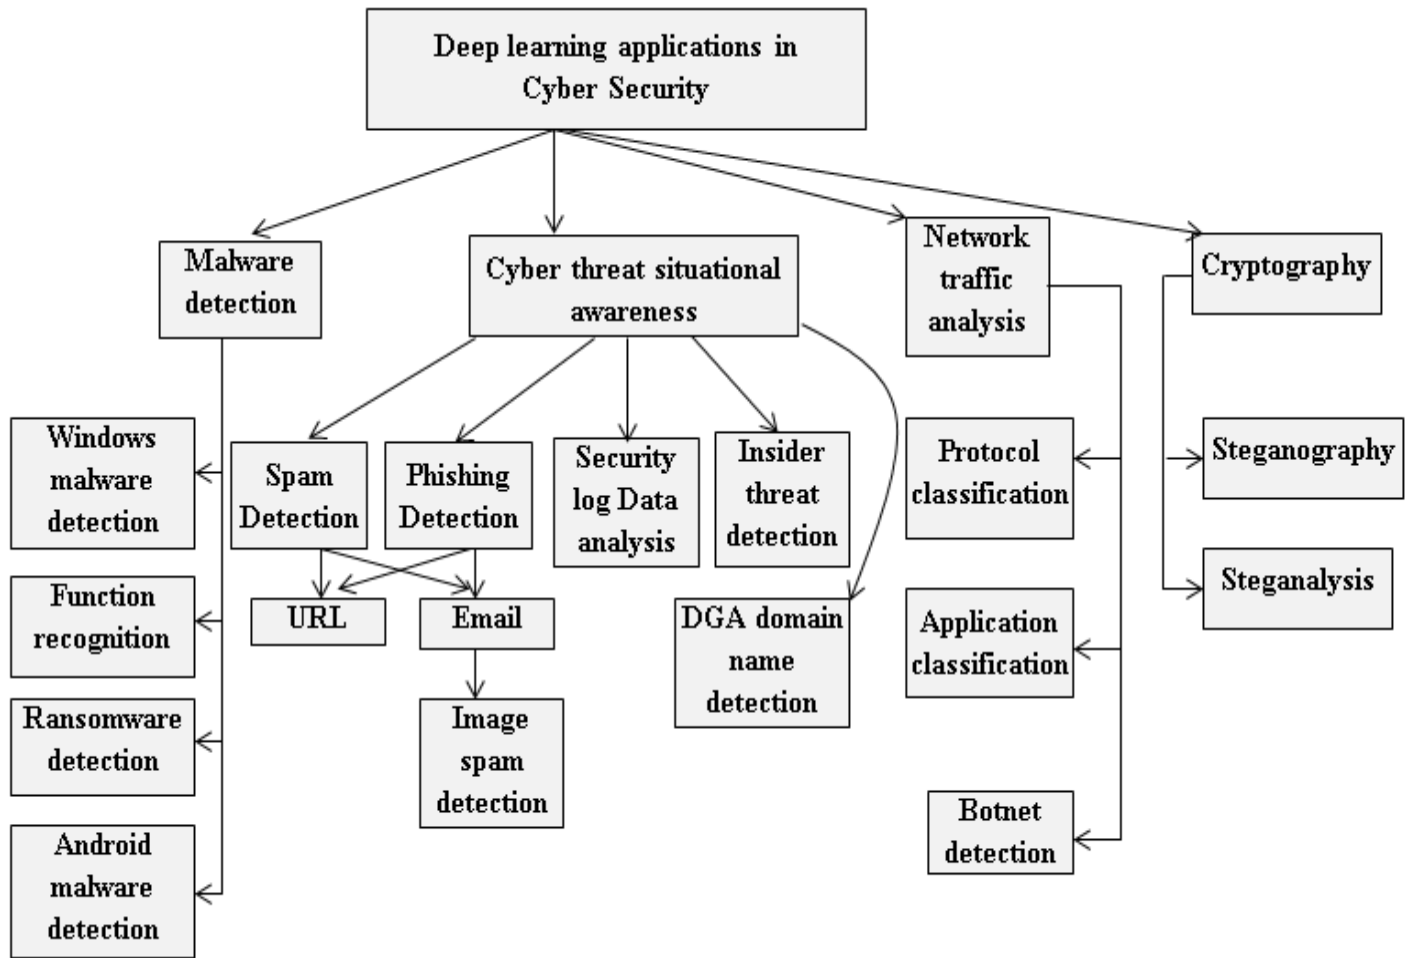 Deep learning applications in
Cyber Security
Malware
detection
Cyber threat situational
awareness
Network
traffic
analysis
Cryptography
Windows
malware
detection
Function
recognition
Ransomware
detection
Android
malware
detection
Spam
Detection
Phishing
Detection
Security
log Data
analysis
Insider
threat
detection
URL
Email
DGA domain
name
detection
Image
spam
detection
Protocol
classification
Application
classification
Botnet
detection
Steganography
Steganalysis